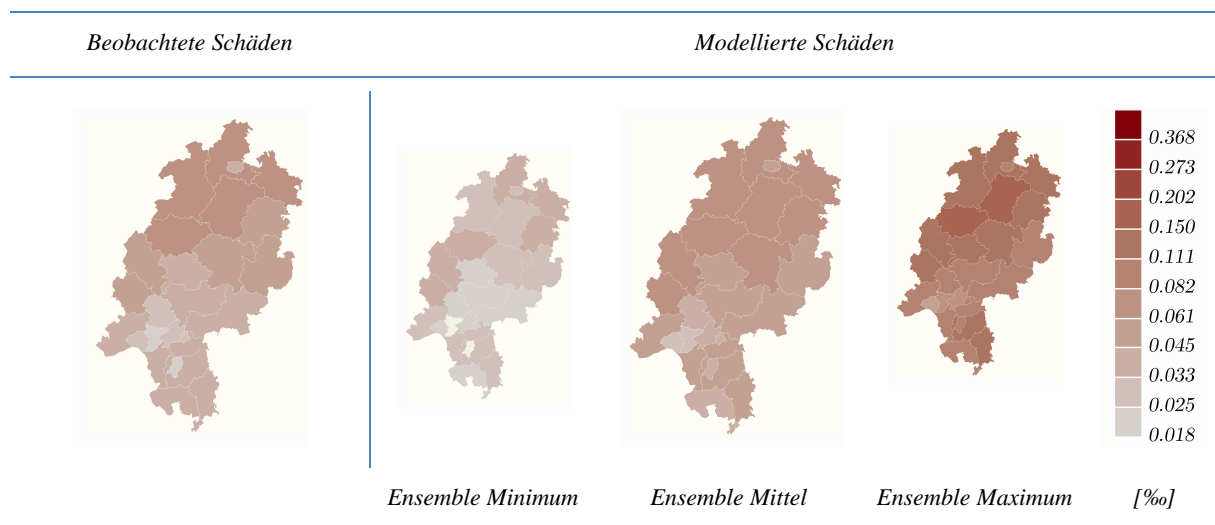 Beobachtete Schäden
Modellierte Schäden
0.368
0.273
0.202
0.150
0.111
0.082
0.061
0.045
0.033
0.025
0.018
Ensemble Minimum
Ensemble Mittel
Ensemble Maximum
[‰]